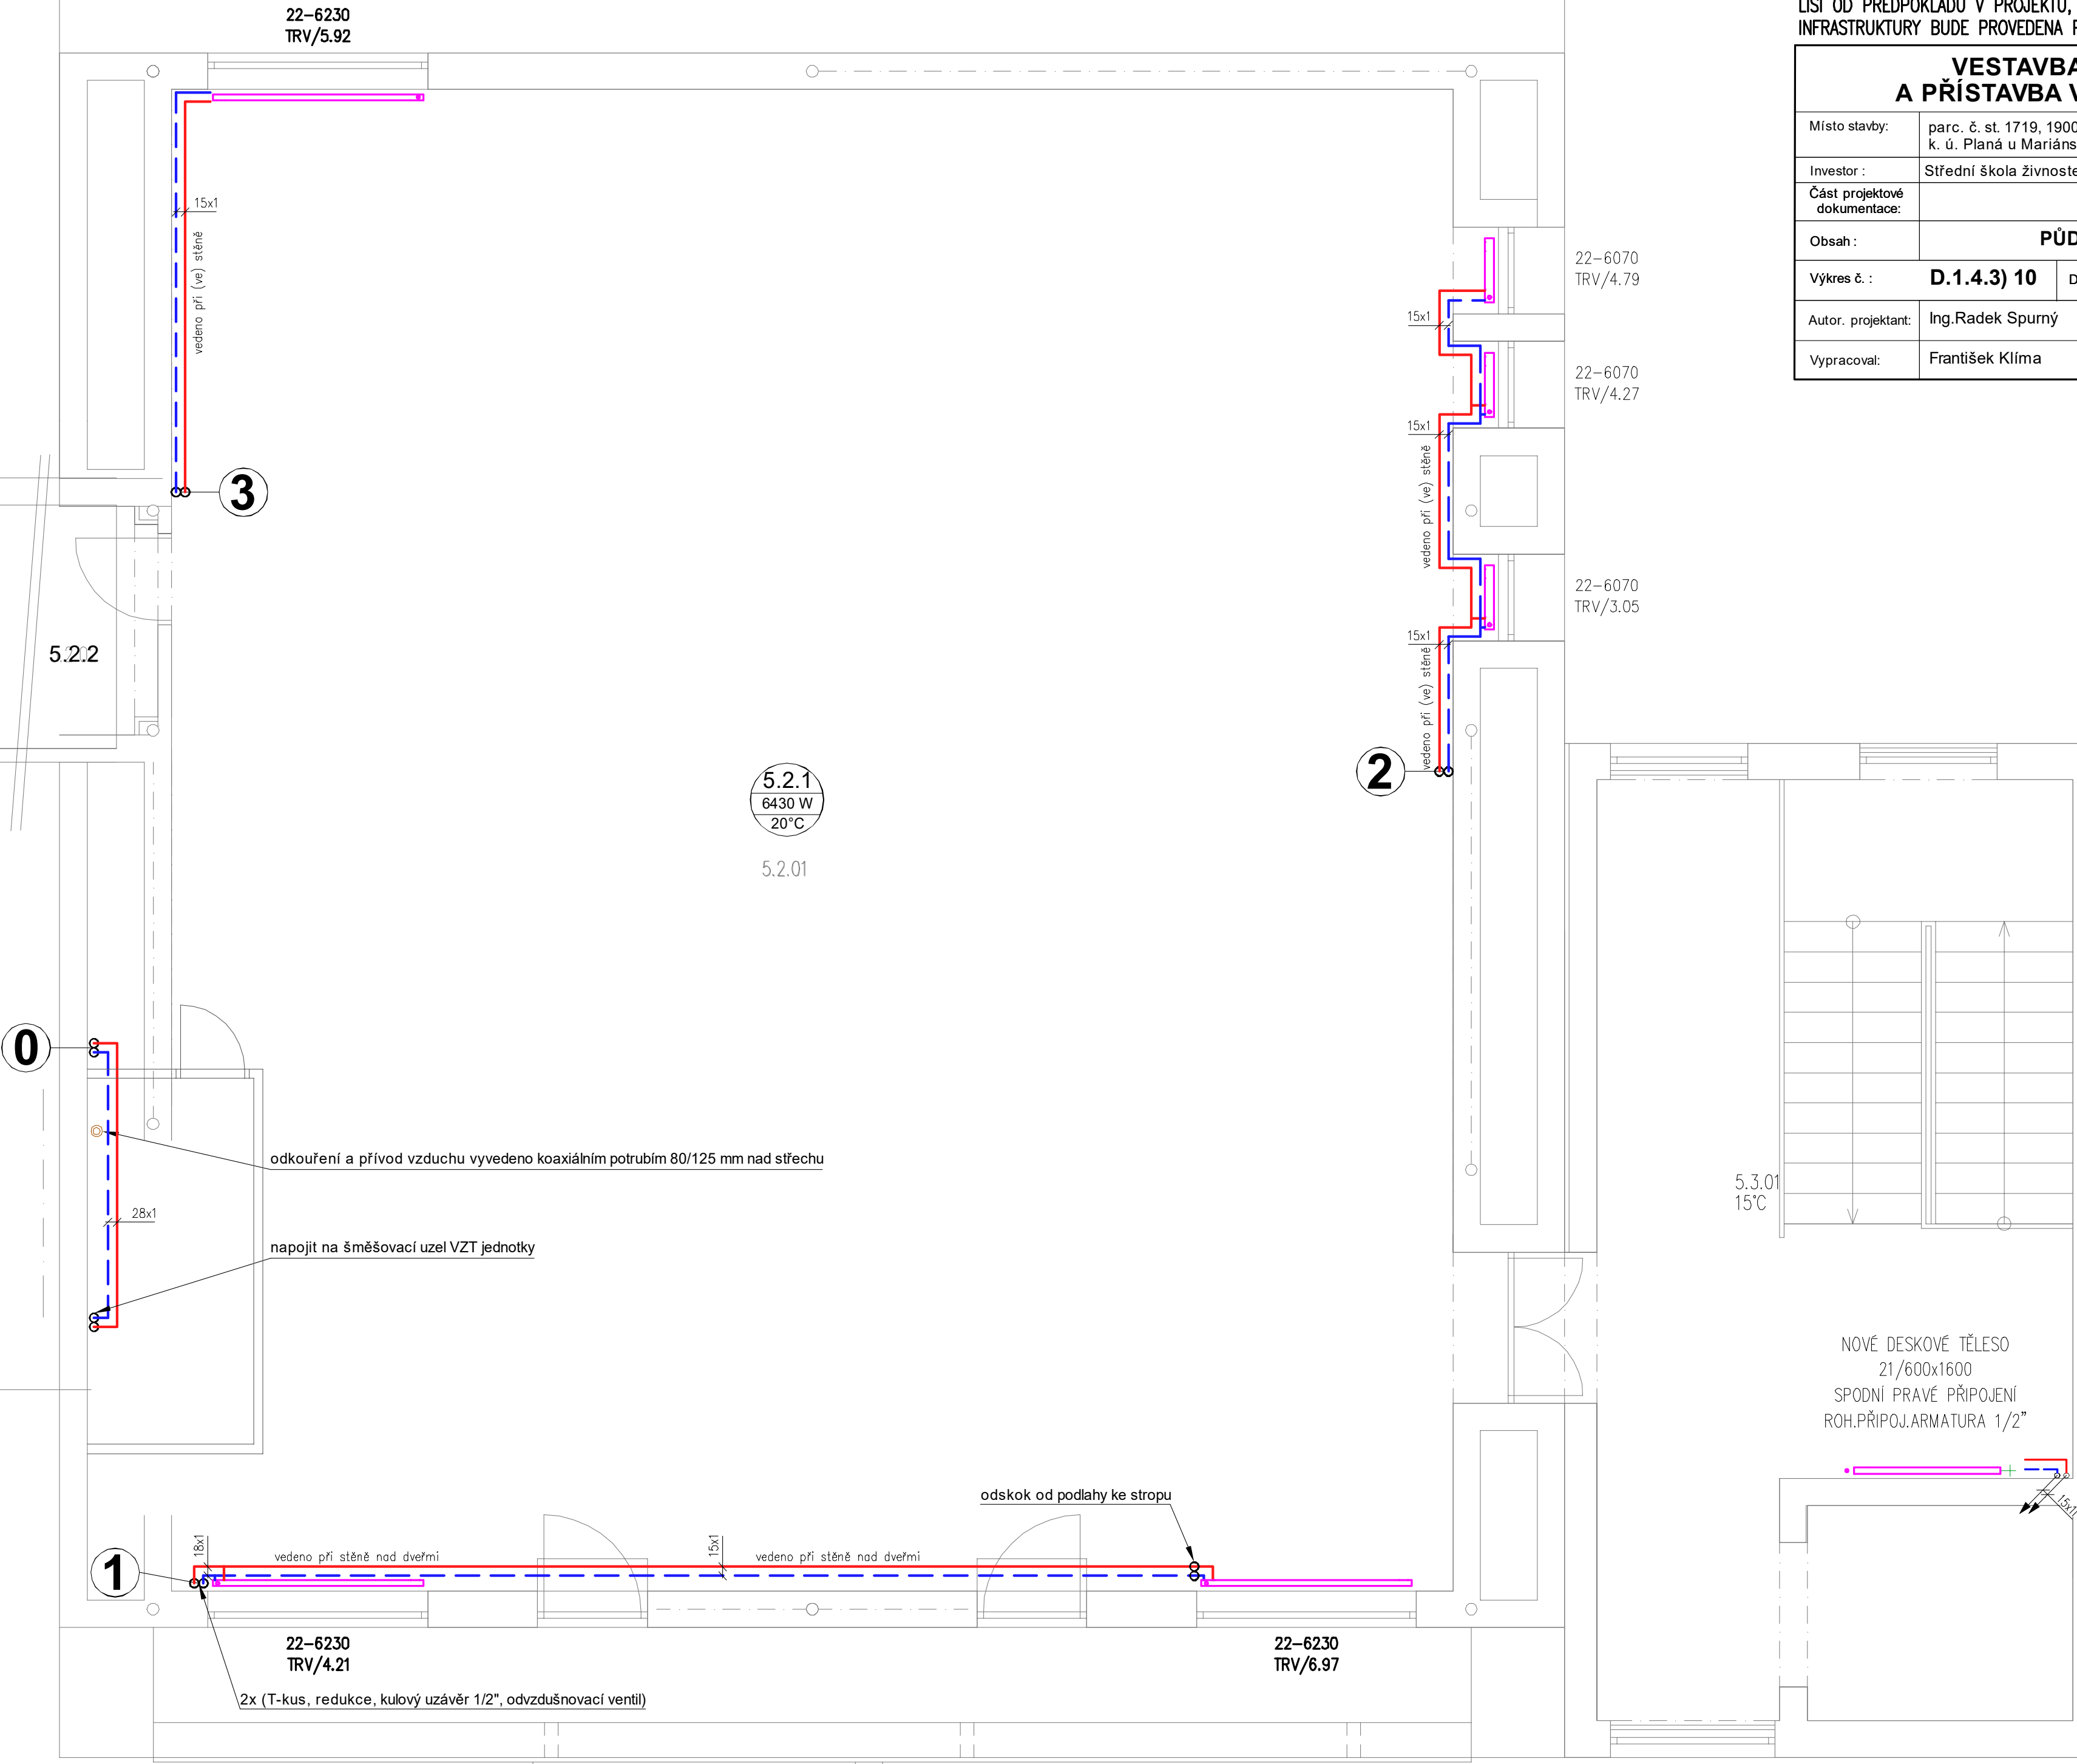 22-6230
TRV/5.92
LIŠÍ OD PŘEDPOKLADU V PROJEKTU,
INFRASTRUKTURY BUDE PROVEDENA
VESTAVBA
A PŘÍSTAVBA V
Místo stavby:
parc. č. st. 1719, 1900
k. ú. Planá u Mariáns
Investor :
Střední škola živnoste
Část projektové
dokumentace:
Obsah :
PŮD
Výkres č. :
D.1.4.3) 10
D
Autor. projektant:
Ing.Radek Spurný
Vypracoval:
František Klíma
15x1
vedeno při (ve) stěně
3
22-6070
TRV/4.79
15x1
22-6070
TRV/4.27
15x1
vedeno při (ve) stěně
22-6070
TRV/3.05
15x1
vedeno při (ve) stěně
2
5.2.2
5.2.1
6430 W
20°C
5.2.01
0
odkouření a přívod vzduchu vyvedeno koaxiálním potrubím 80/125 mm nad střechu
28x1
napojit na šměšovací uzel VZT jednotky
5.3.01
15°C
NOVÉ DESKOVÉ TĚLESO
21/600x1600
SPODNÍ PRAVÉ PŘIPOJENÍ
ROH.PŘIPOJ.ARMATURA 1/2"
15x1
odskok od podlahy ke stropu
1
18x1
vedeno při stěně nad dveřmi
15x1
vedeno při stěně nad dveřmi
22-6230
TRV/4.21
22-6230
TRV/6.97
2x (T-kus, redukce, kulový uzávěr 1/2", odvzdušnovací ventil)